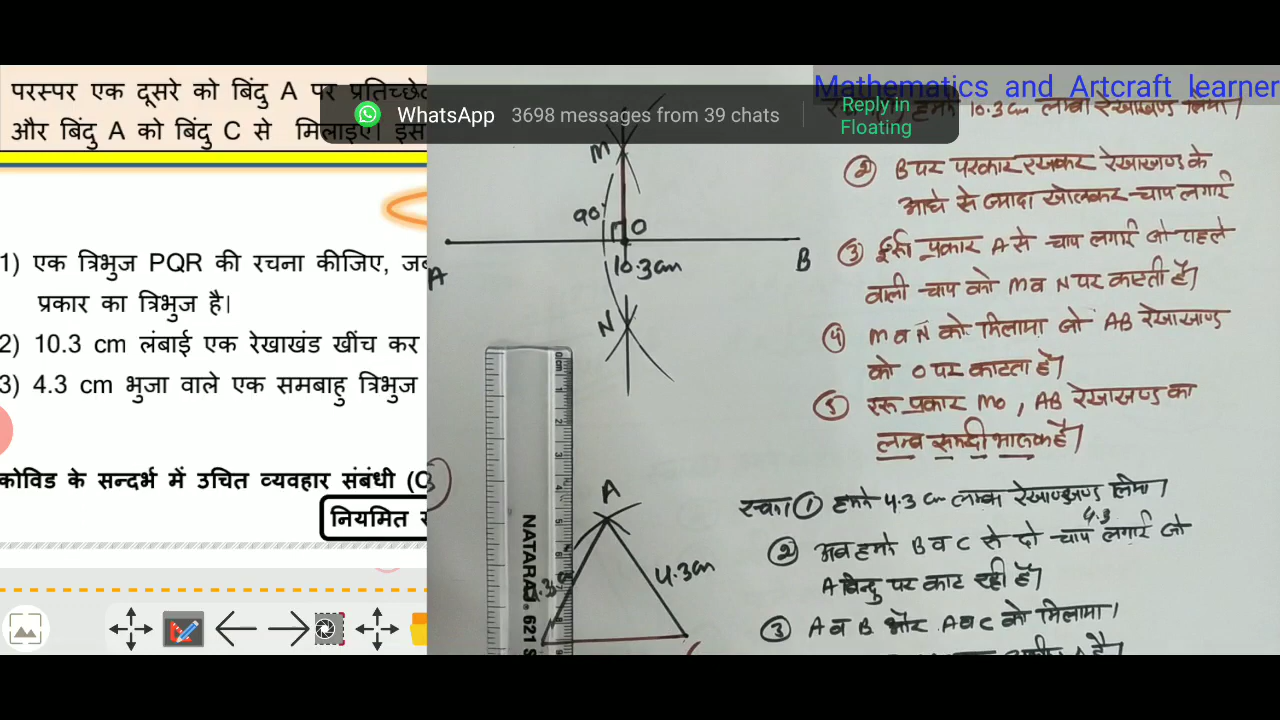 परस्पर एक दूसरे को बिंदु A पर प्रतिच्छेद
और बिंदु A को बिंदु C से मिलाइए। इस
1) एक त्रिभुज PQR की रचना कीजिए,
प्रकार का त्रिभुज है।
2) 10.3 cm लंबाई एक रेखाखंड खींच कर
3) 4.3 cm भुजा वाले एक समबाहु त्रिभुज
कोविड के सन्दर्भ में उचित व्यवहार संबंधी (C
नियमित
WhatsApp 3698 messages from 39 chats
Reply in
Floating
Mathematics and Artcraft learner
M
90°
O
A
B
10.3cm
N
A
4.3cm
NATARAJ. 621
हमने 10.3cm लम्बा रेखाखण्ड लिया।
② B पर परकार रखकर रेखाखण्ड के
आधे से ज्यादा खोलकर चाप लगाई
③ इसी प्रकार A से चाप लगाई जो पहले
वाली चाप को M व N पर काटती है।
④ M व N को मिलाया जो AB रेखाखण्ड
को O पर काटता है।
⑤ इस प्रकार MO, AB रेखाखण्ड का
लम्ब समद्विभाजक है।
रचना ① हमने 4.3 cm लम्बा रेखाखण्ड लिया।
4.3
② अब हमने B व C से दो चाप लगाई जो
A बिन्दु पर काट रही है।
③ A व B और A व C को मिलाया।